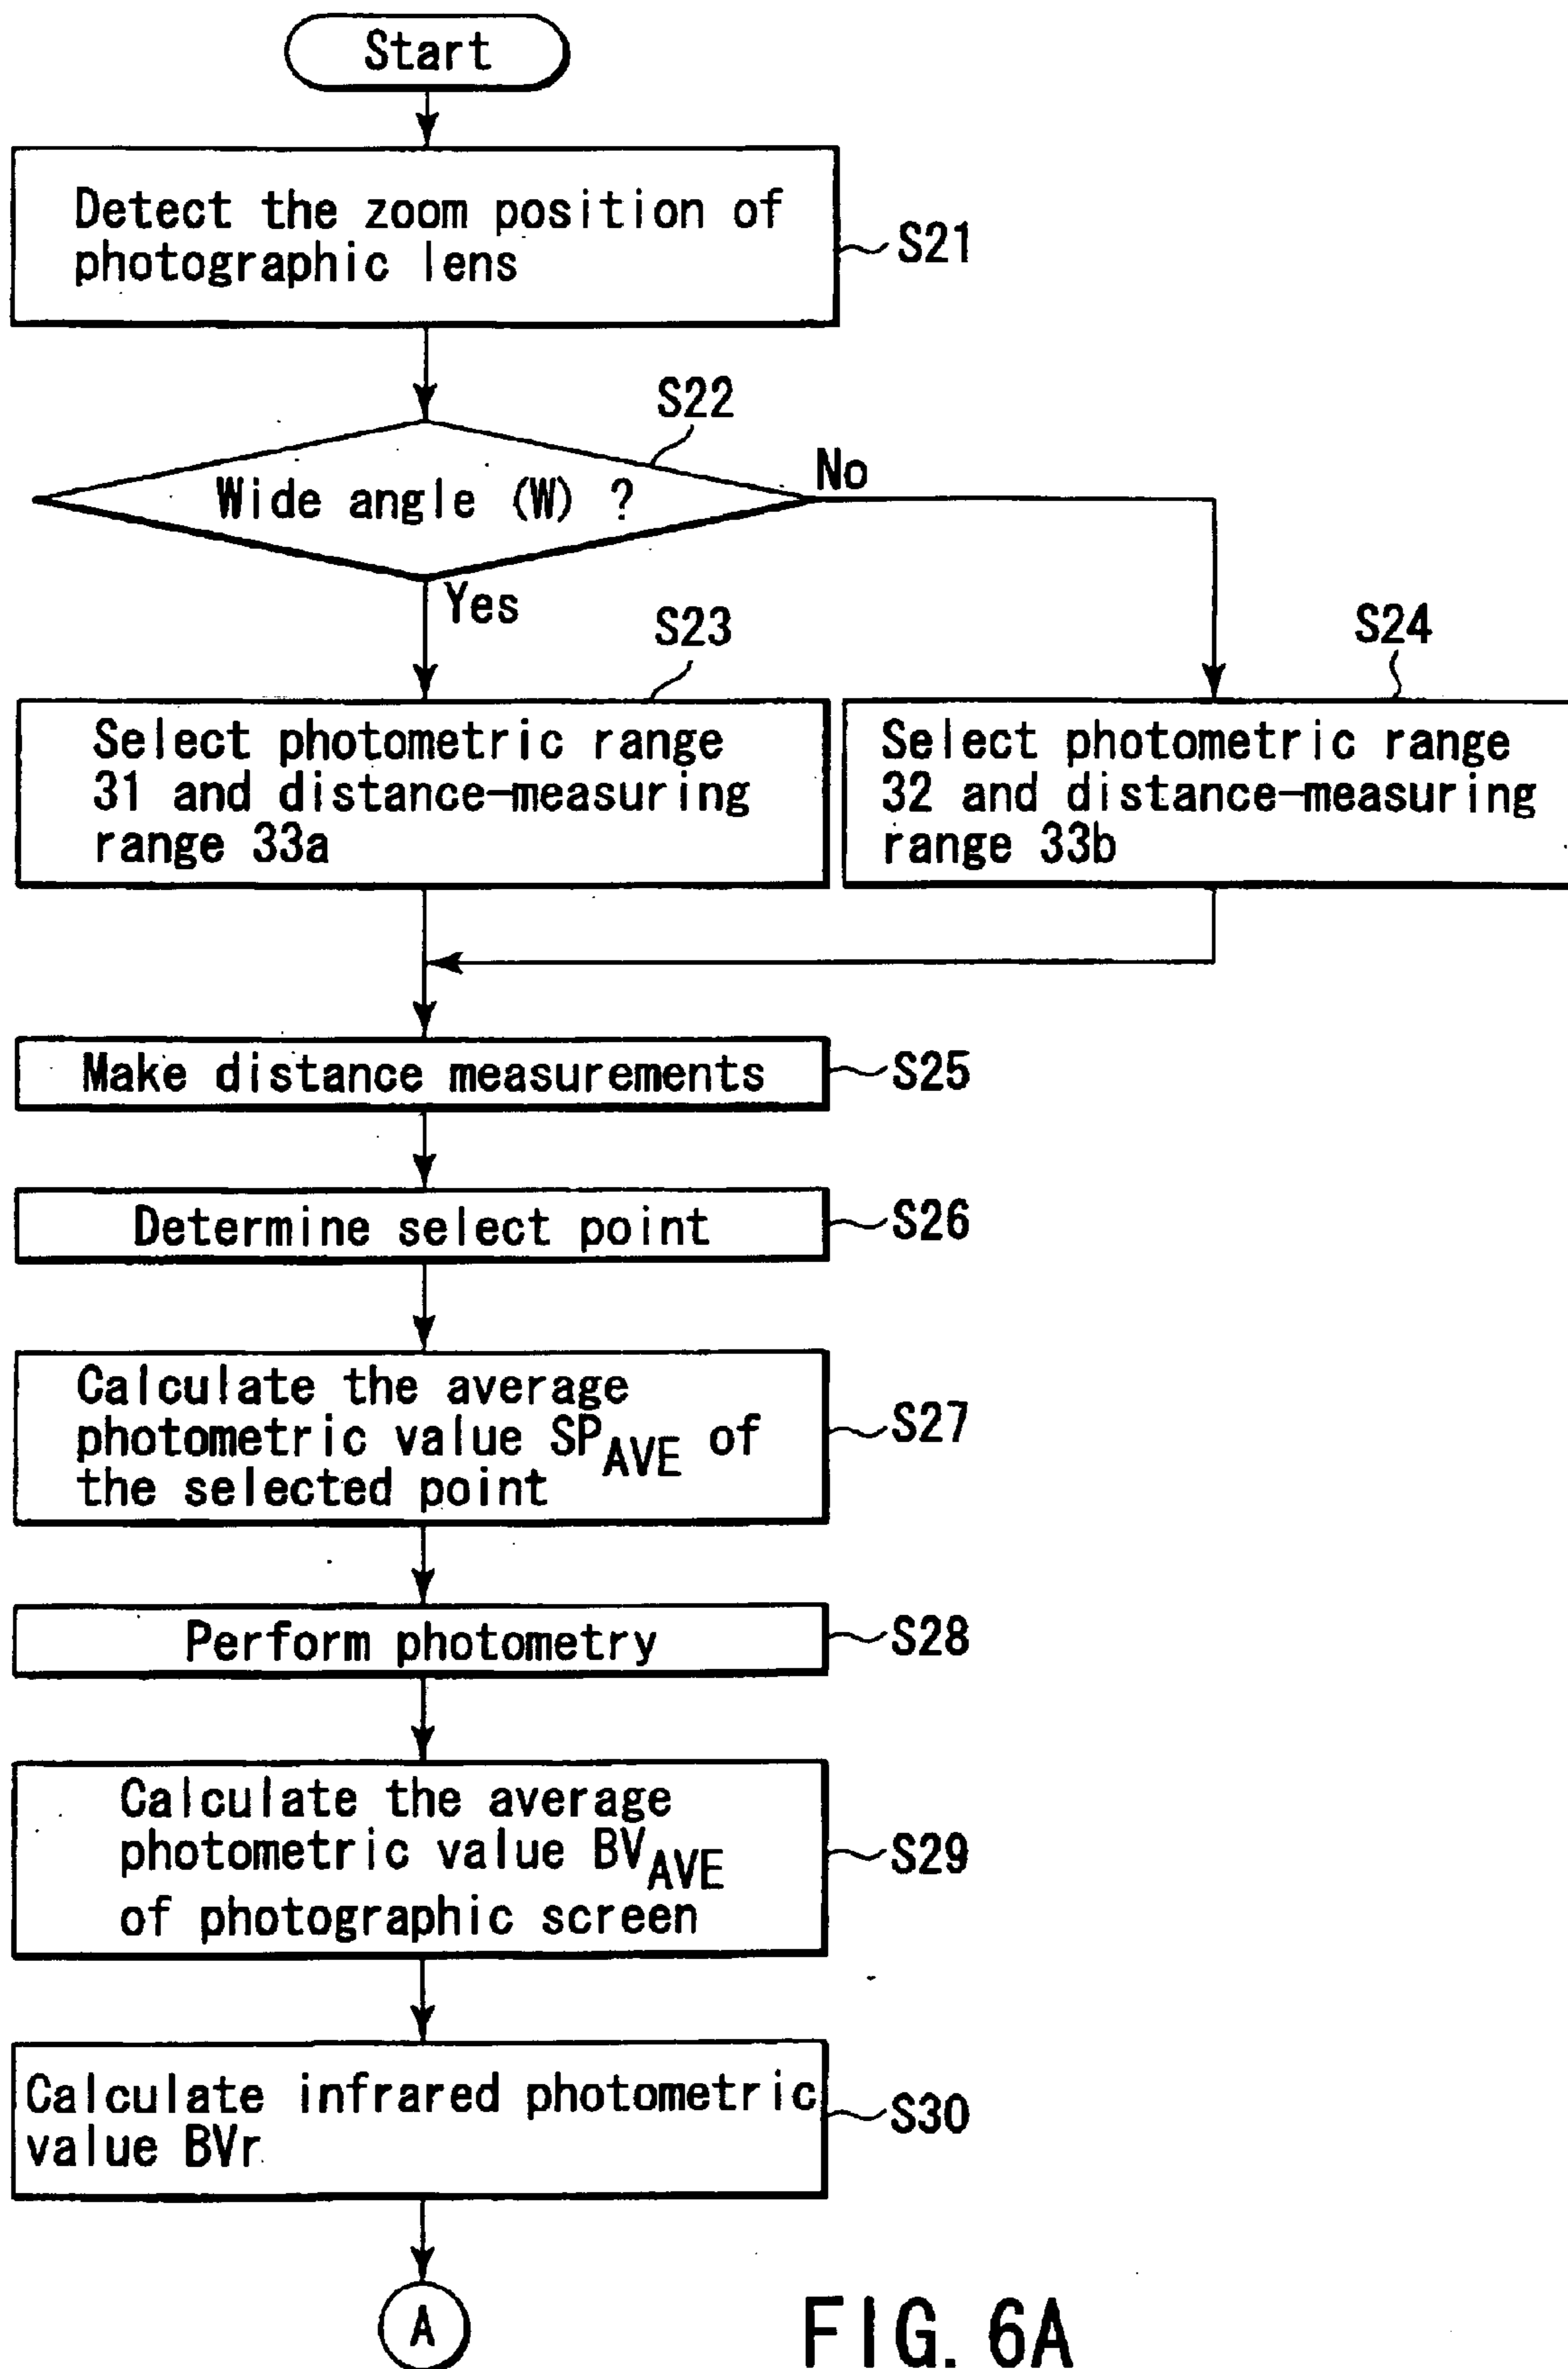 Start
Detect the zoom position of
photographic lens
S21
S22
Wide angle (W) ?
No
Yes
S23
S24
Select photometric range
31 and distance-measuring
range 33a
Select photometric range
32 and distance-measuring
range 33b
Make distance measurements
S25
Determine select point
S26
Calculate the average
photometric value SPAVE of
the selected point
S27
Perform photometry
S28
Calculate the average
photometric value BVAVE
of photographic screen
S29
Calculate infrared photometric
value BVr
S30
A
FIG. 6A